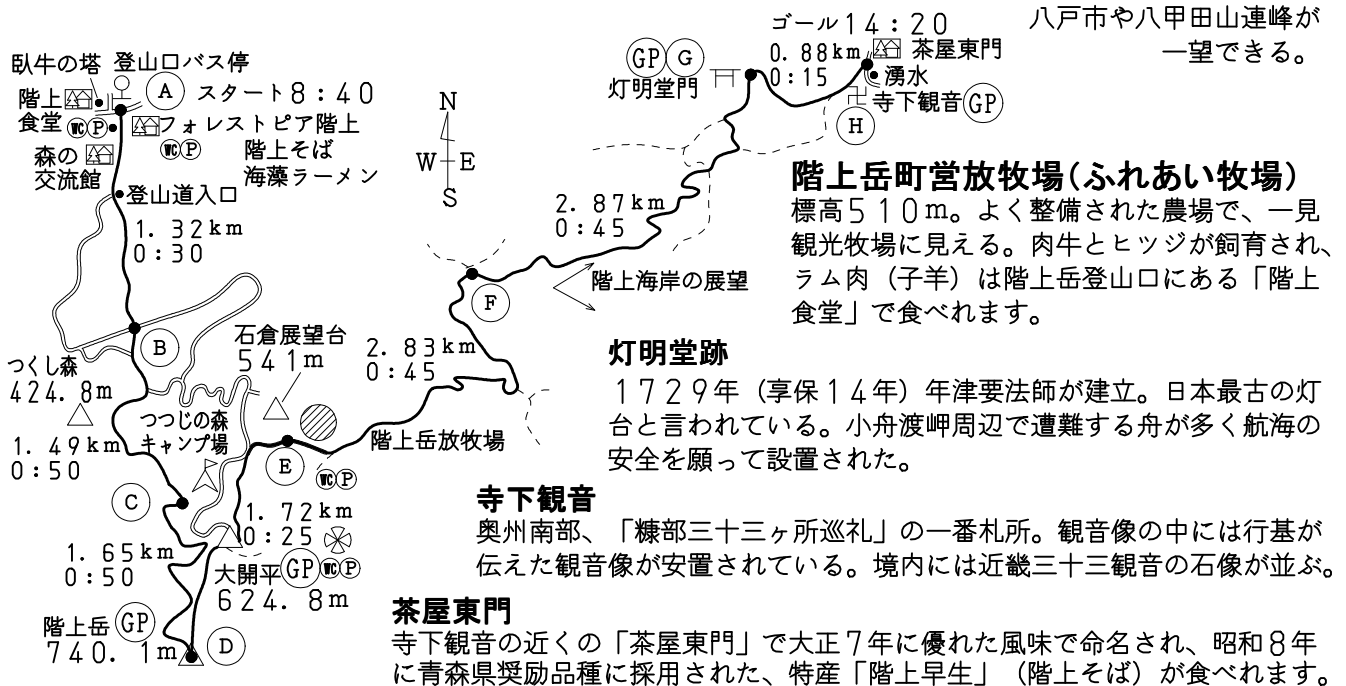 八戸市や八甲田山連峰が
一望できる。
ゴール14:20
0.88km
0:15
茶屋東門
湧水
寺下観音 GP
H
GP G
灯明堂門
臥牛の塔 登山口バス停
A スタート8:40
階上
食堂
WC P
フォレストピア階上
WC P
階上そば
海藻ラーメン
森の
交流館
登山道入口
1.32km
0:30
N
W E
S
2.87km
0:45
階上海岸の展望
F
B
石倉展望台
541m
2.83km
0:45
つくし森
424.8m
つつじの森
キャンプ場
1.49km
0:50
階上岳放牧場
E
WC P
C
1.72km
0:25
1.65km
0:50
大開平 GP WC P
624.8m
階上岳 GP
740.1m
D
階上岳町営放牧場(ふれあい牧場)
標高510m。よく整備された農場で、一見
観光牧場に見える。肉牛とヒツジが飼育され、
ラム肉(子羊)は階上岳登山口にある「階上
食堂」で食べれます。
灯明堂跡
1729年(享保14年)年津要法師が建立。日本最古の灯
台と言われている。小舟渡岬周辺で遭難する舟が多く航海の
安全を願って設置された。
寺下観音
奥州南部、「糠部三十三ヶ所巡礼」の一番札所。観音像の中には行基が
伝えた観音像が安置されている。境内には近畿三十三観音の石像が並ぶ。
茶屋東門
寺下観音の近くの「茶屋東門」で大正7年に優れた風味で命名され、昭和8年
に青森県奨励品種に採用された、特産「階上早生」(階上そば)が食べれます。